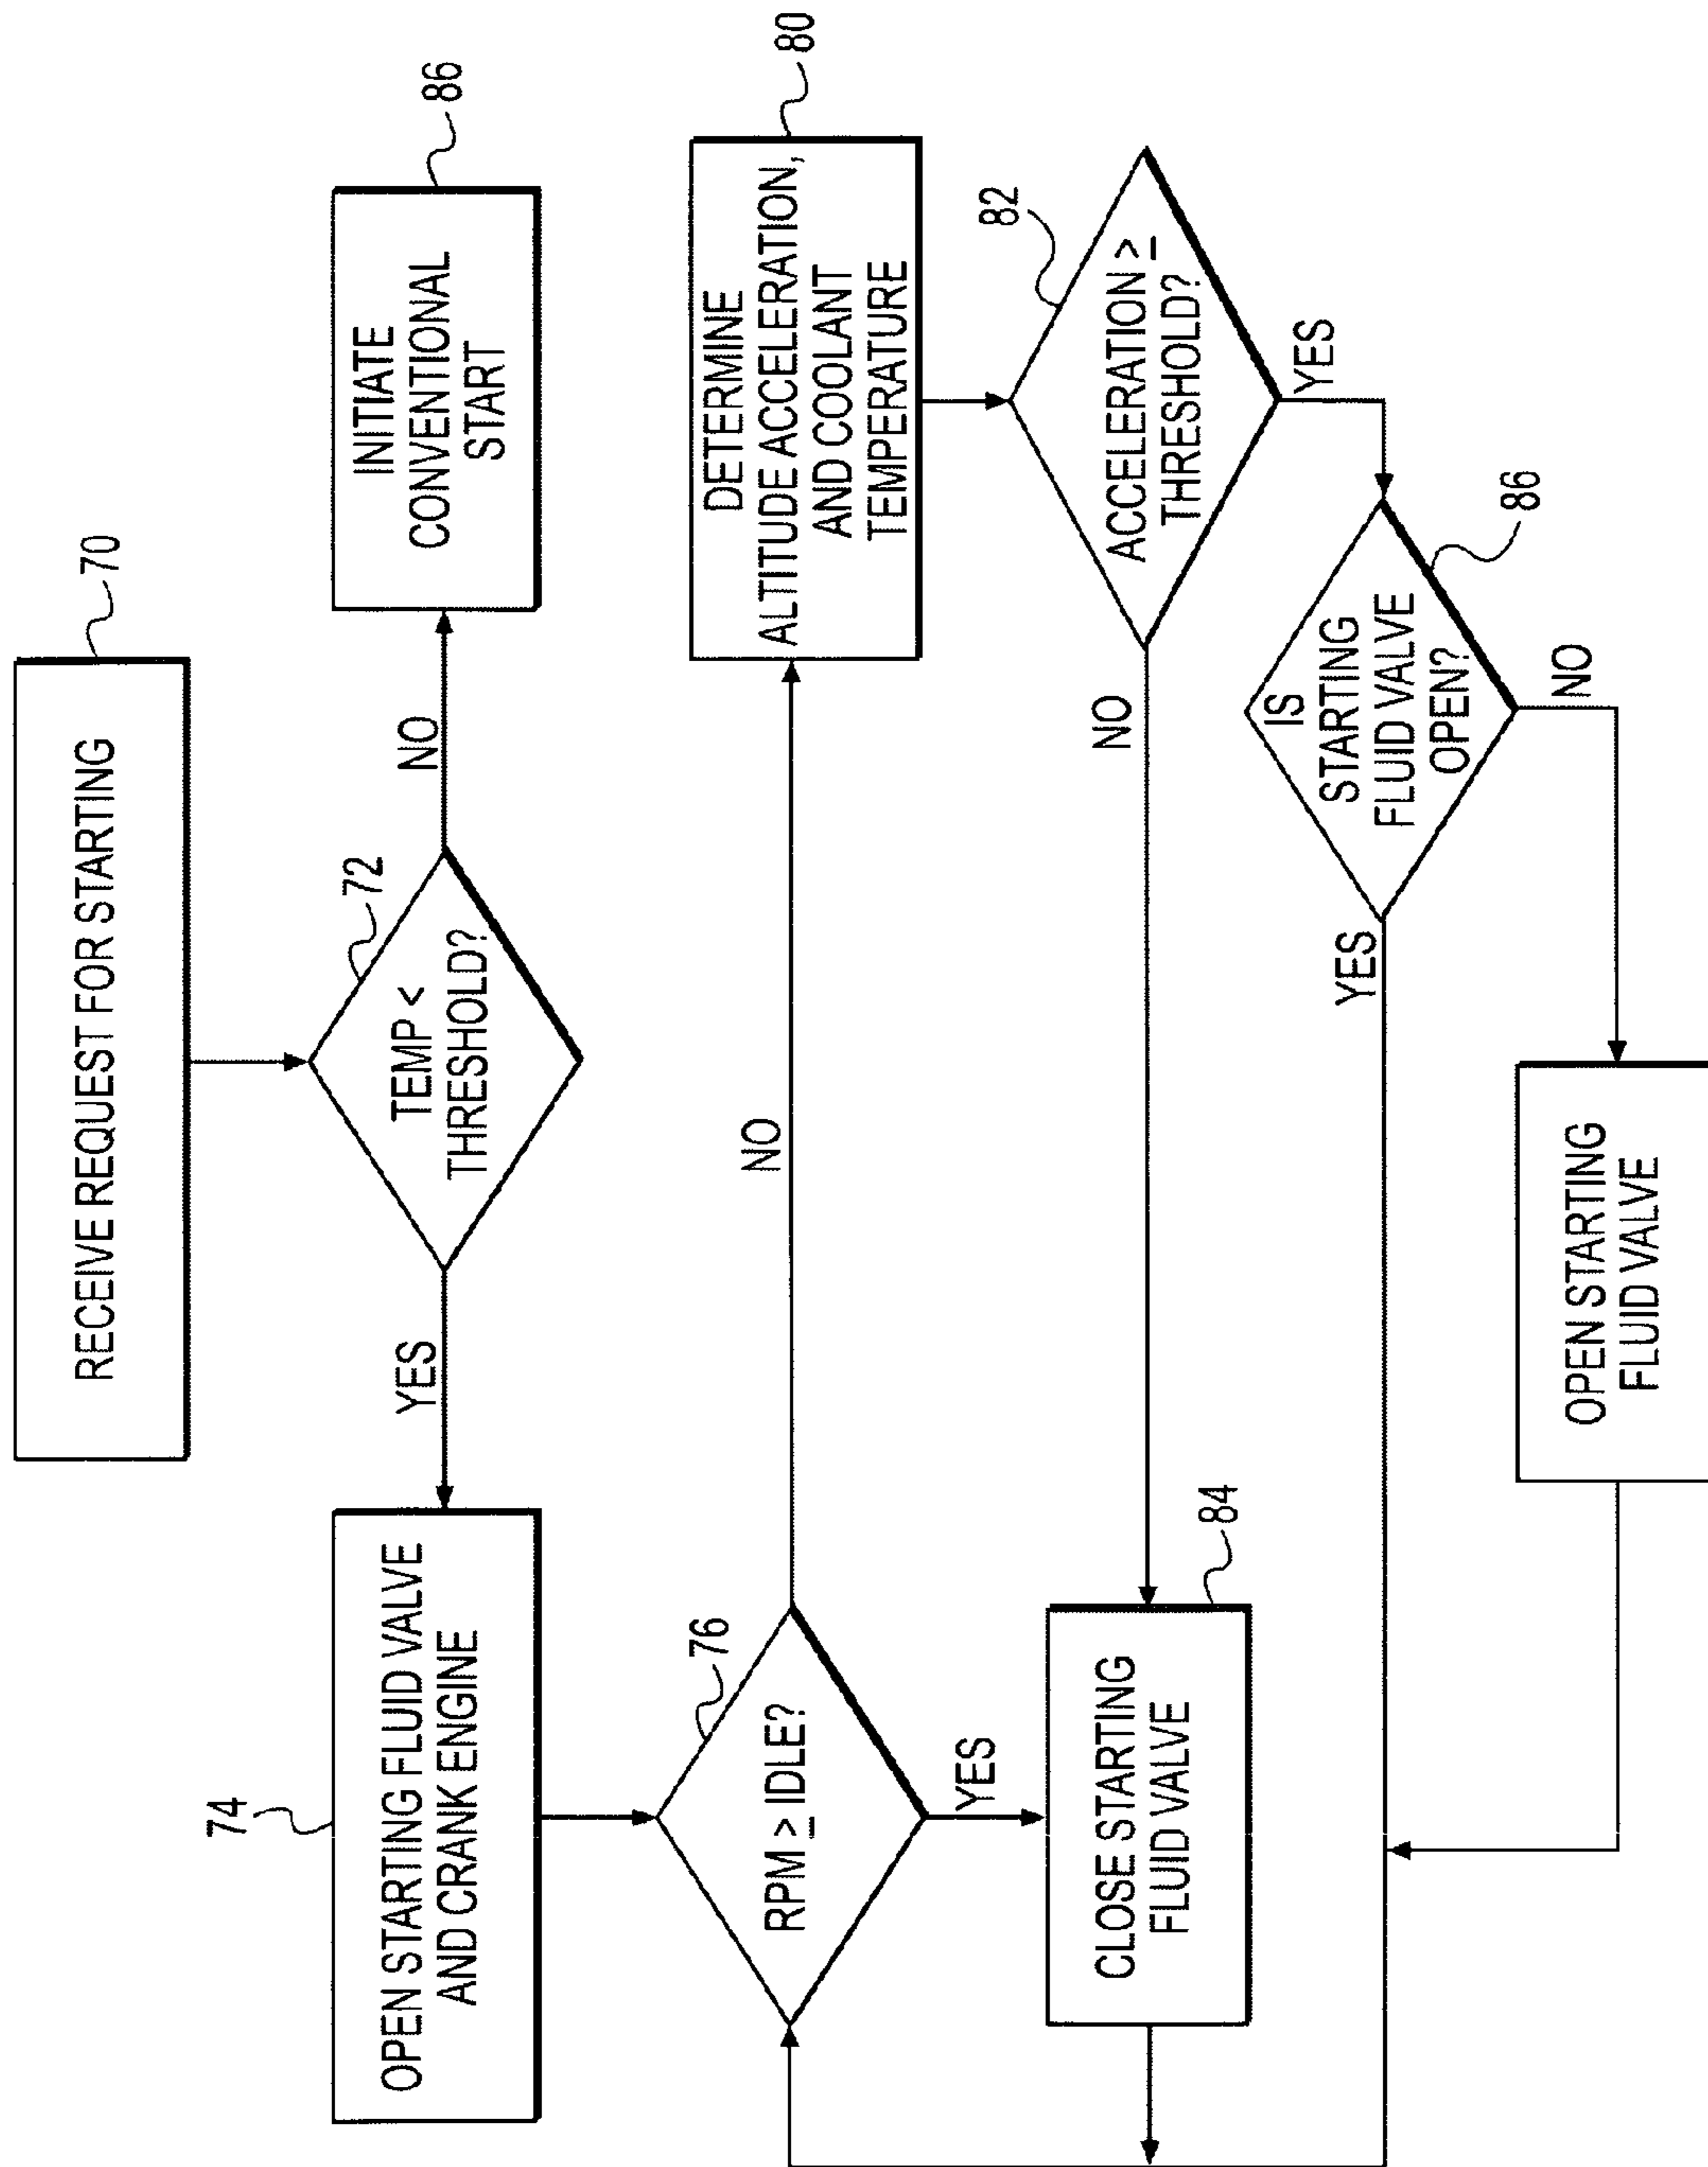 RECEIVE REQUEST FOR STARTING
70
TEMP <
THRESHOLD?
72
YES
NO
OPEN STARTING FLUID VALVE
AND CRANK ENGINE
74
INITIATE
CONVENTIONAL
START
86
RPM ≥ IDLE?
76
NO
YES
DETERMINE
ALTITUDE ACCELERATION,
AND COOLANT
TEMPERATURE
80
ACCELERATION ≥
THRESHOLD?
82
NO
YES
CLOSE STARTING
FLUID VALVE
84
IS
STARTING
FLUID VALVE
OPEN?
86
YES
NO
OPEN STARTING
FLUID VALVE